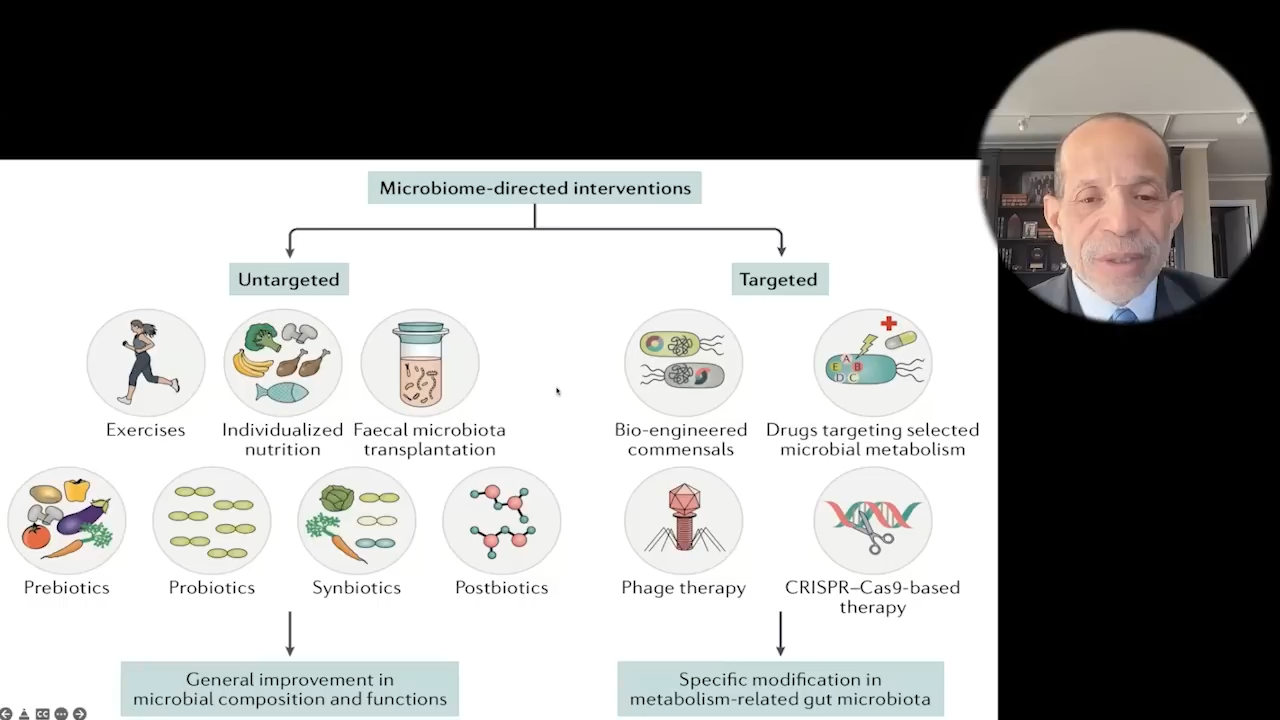 Microbiome-directed interventions
Untargeted
Targeted
Exercises
Individualized
nutrition
Faecal microbiota
transplantation
Bio-engineered
commensals
Drugs targeting selected
microbial metabolism
A
E B
D C
Prebiotics
Probiotics
Synbiotics
Postbiotics
Phage therapy
CRISPR–Cas9-based
therapy
General improvement in
microbial composition and functions
Specific modification in
metabolism-related gut microbiota
CC